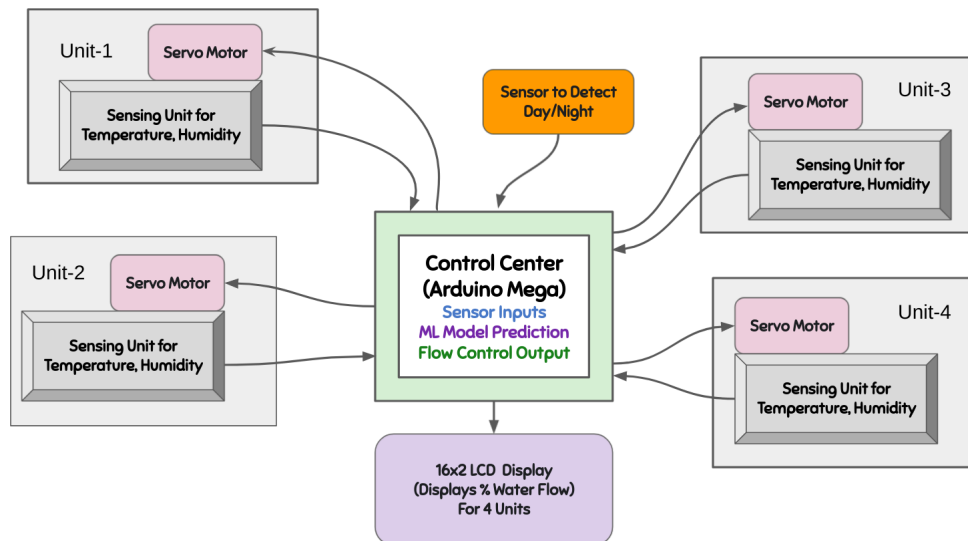 Unit-1
Servo Motor
Sensing Unit for
Temperature, Humidity
Sensor to Detect
Day/Night
Unit-3
Servo Motor
Sensing Unit for
Temperature, Humidity
Unit-2
Servo Motor
Sensing Unit for
Temperature, Humidity
Control Center
(Arduino Mega)
Sensor Inputs
ML Model Prediction
Flow Control Output
Unit-4
Servo Motor
Sensing Unit for
Temperature, Humidity
16x2 LCD Display
(Displays % Water Flow)
For 4 Units